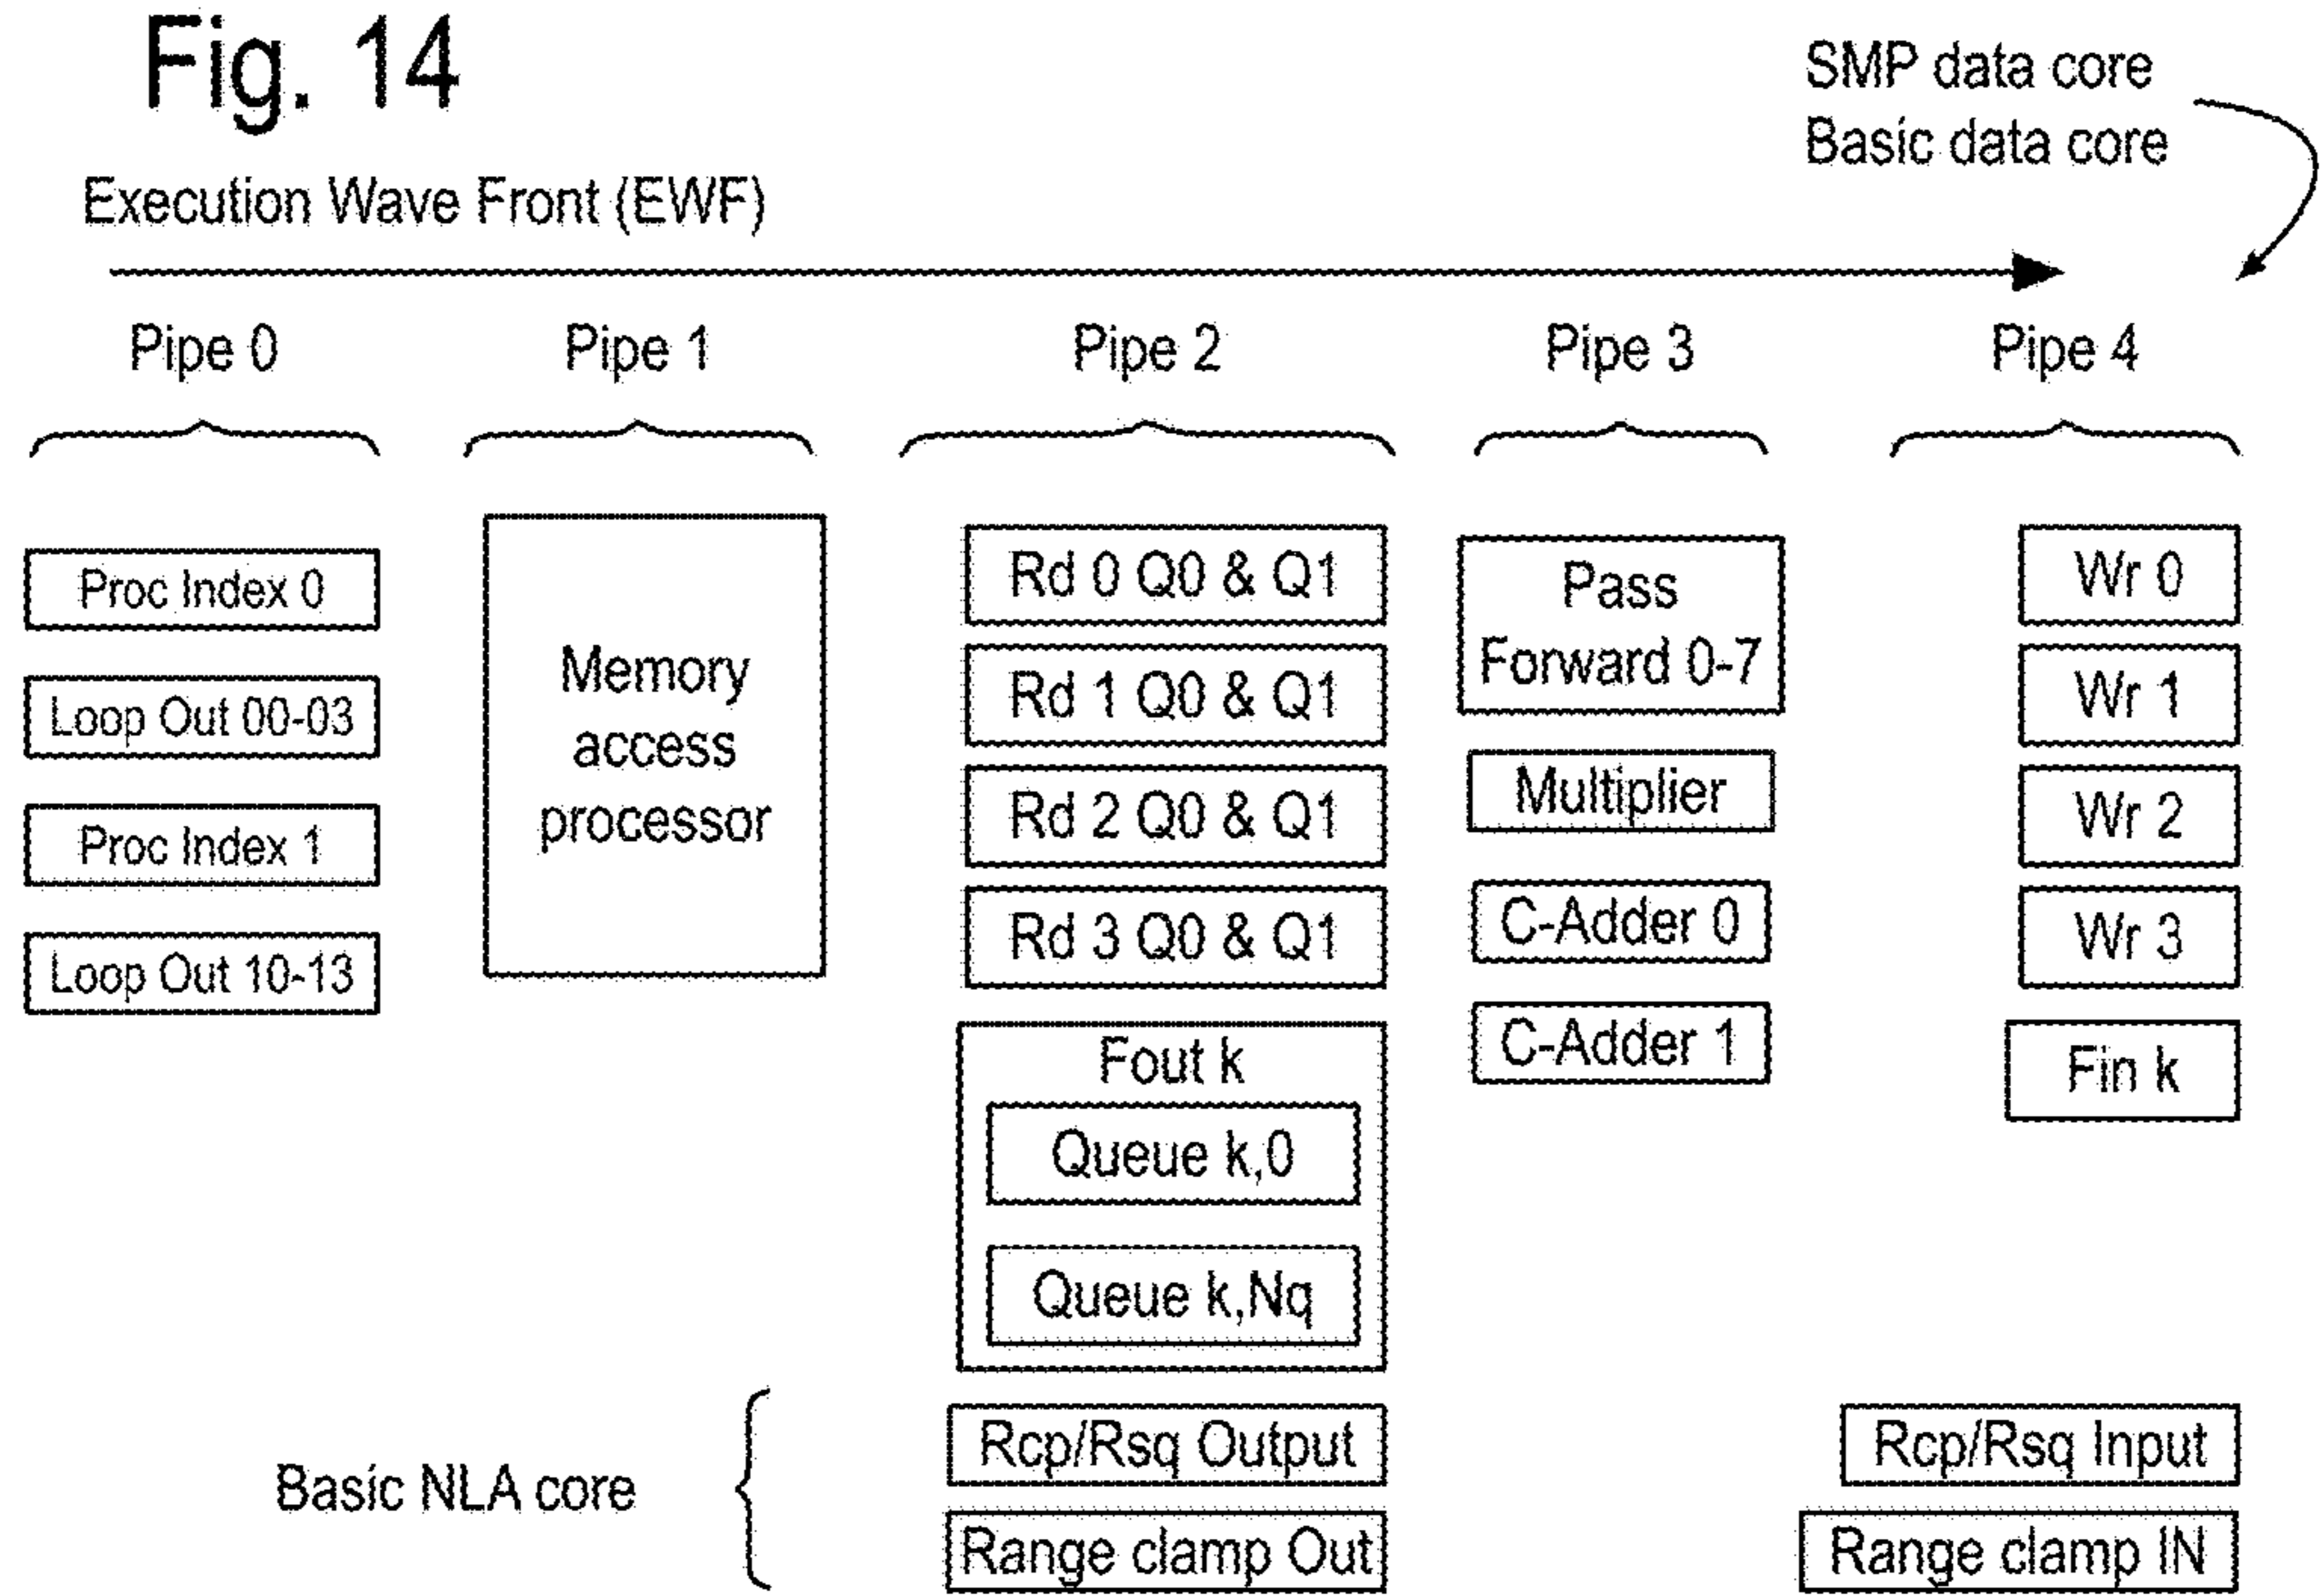 Fig. 14
SMP data core
Basic data core
Execution Wave Front (EWF)
Pipe 0
Pipe 1
Pipe 2
Pipe 3
Pipe 4
Proc Index 0
Loop Out 00-03
Proc Index 1
Loop Out 10-13
Memory
access
processor
Rd 0 Q0 & Q1
Rd 1 Q0 & Q1
Rd 2 Q0 & Q1
Rd 3 Q0 & Q1
Fout k
Queue k,0
Queue k,Nq
Pass
Forward 0-7
Multiplier
C-Adder 0
C-Adder 1
Wr 0
Wr 1
Wr 2
Wr 3
Fin k
Basic NLA core
Rcp/Rsq Output
Range clamp Out
Rcp/Rsq Input
Range clamp IN